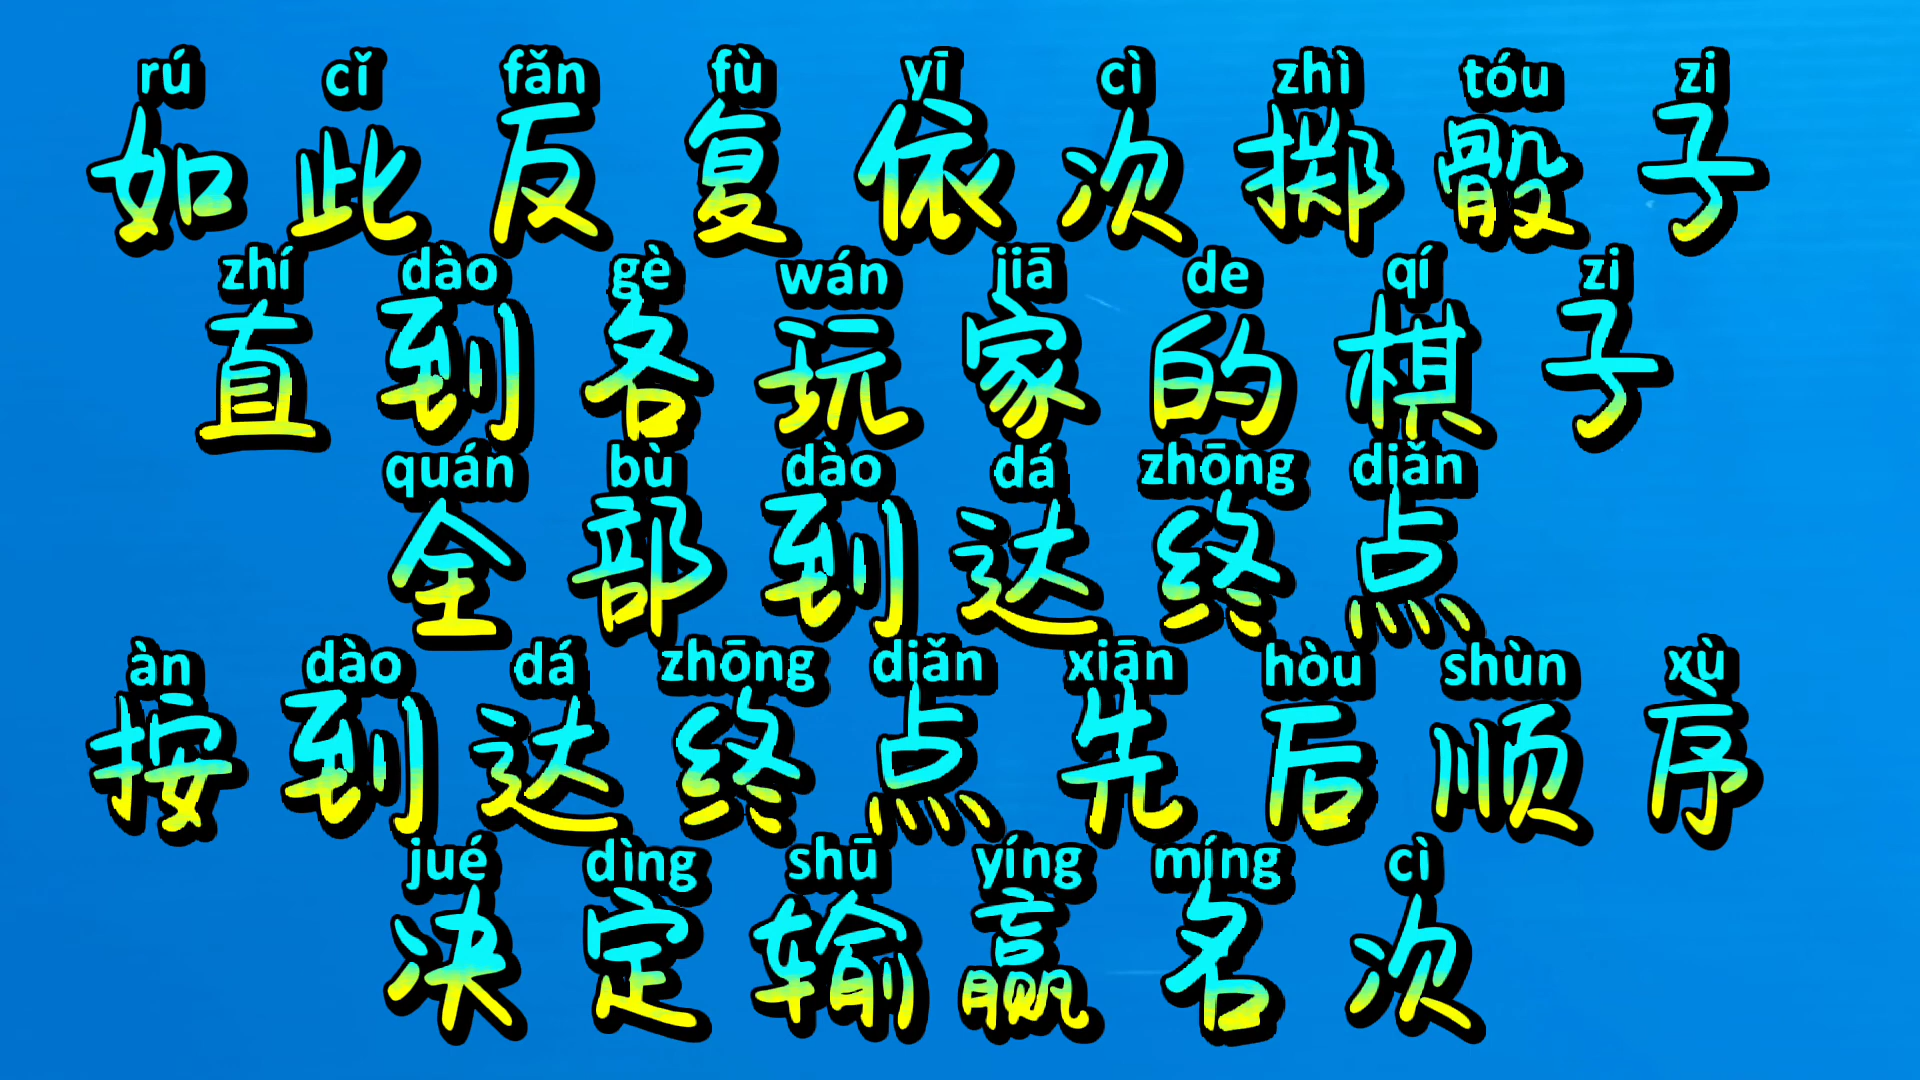 rú cǐ fǎn fù yī cì zhì tóu zi
如此反复依次掷骰子
zhí dào gè wán jiā de qí zi
直到各玩家的棋子
quán bù dào dá zhōng diǎn
全部到达终点
àn dào dá zhōng diǎn xiān hòu shùn xù
按到达终点先后顺序
jué dìng shū yíng míng cì
决定输赢名次